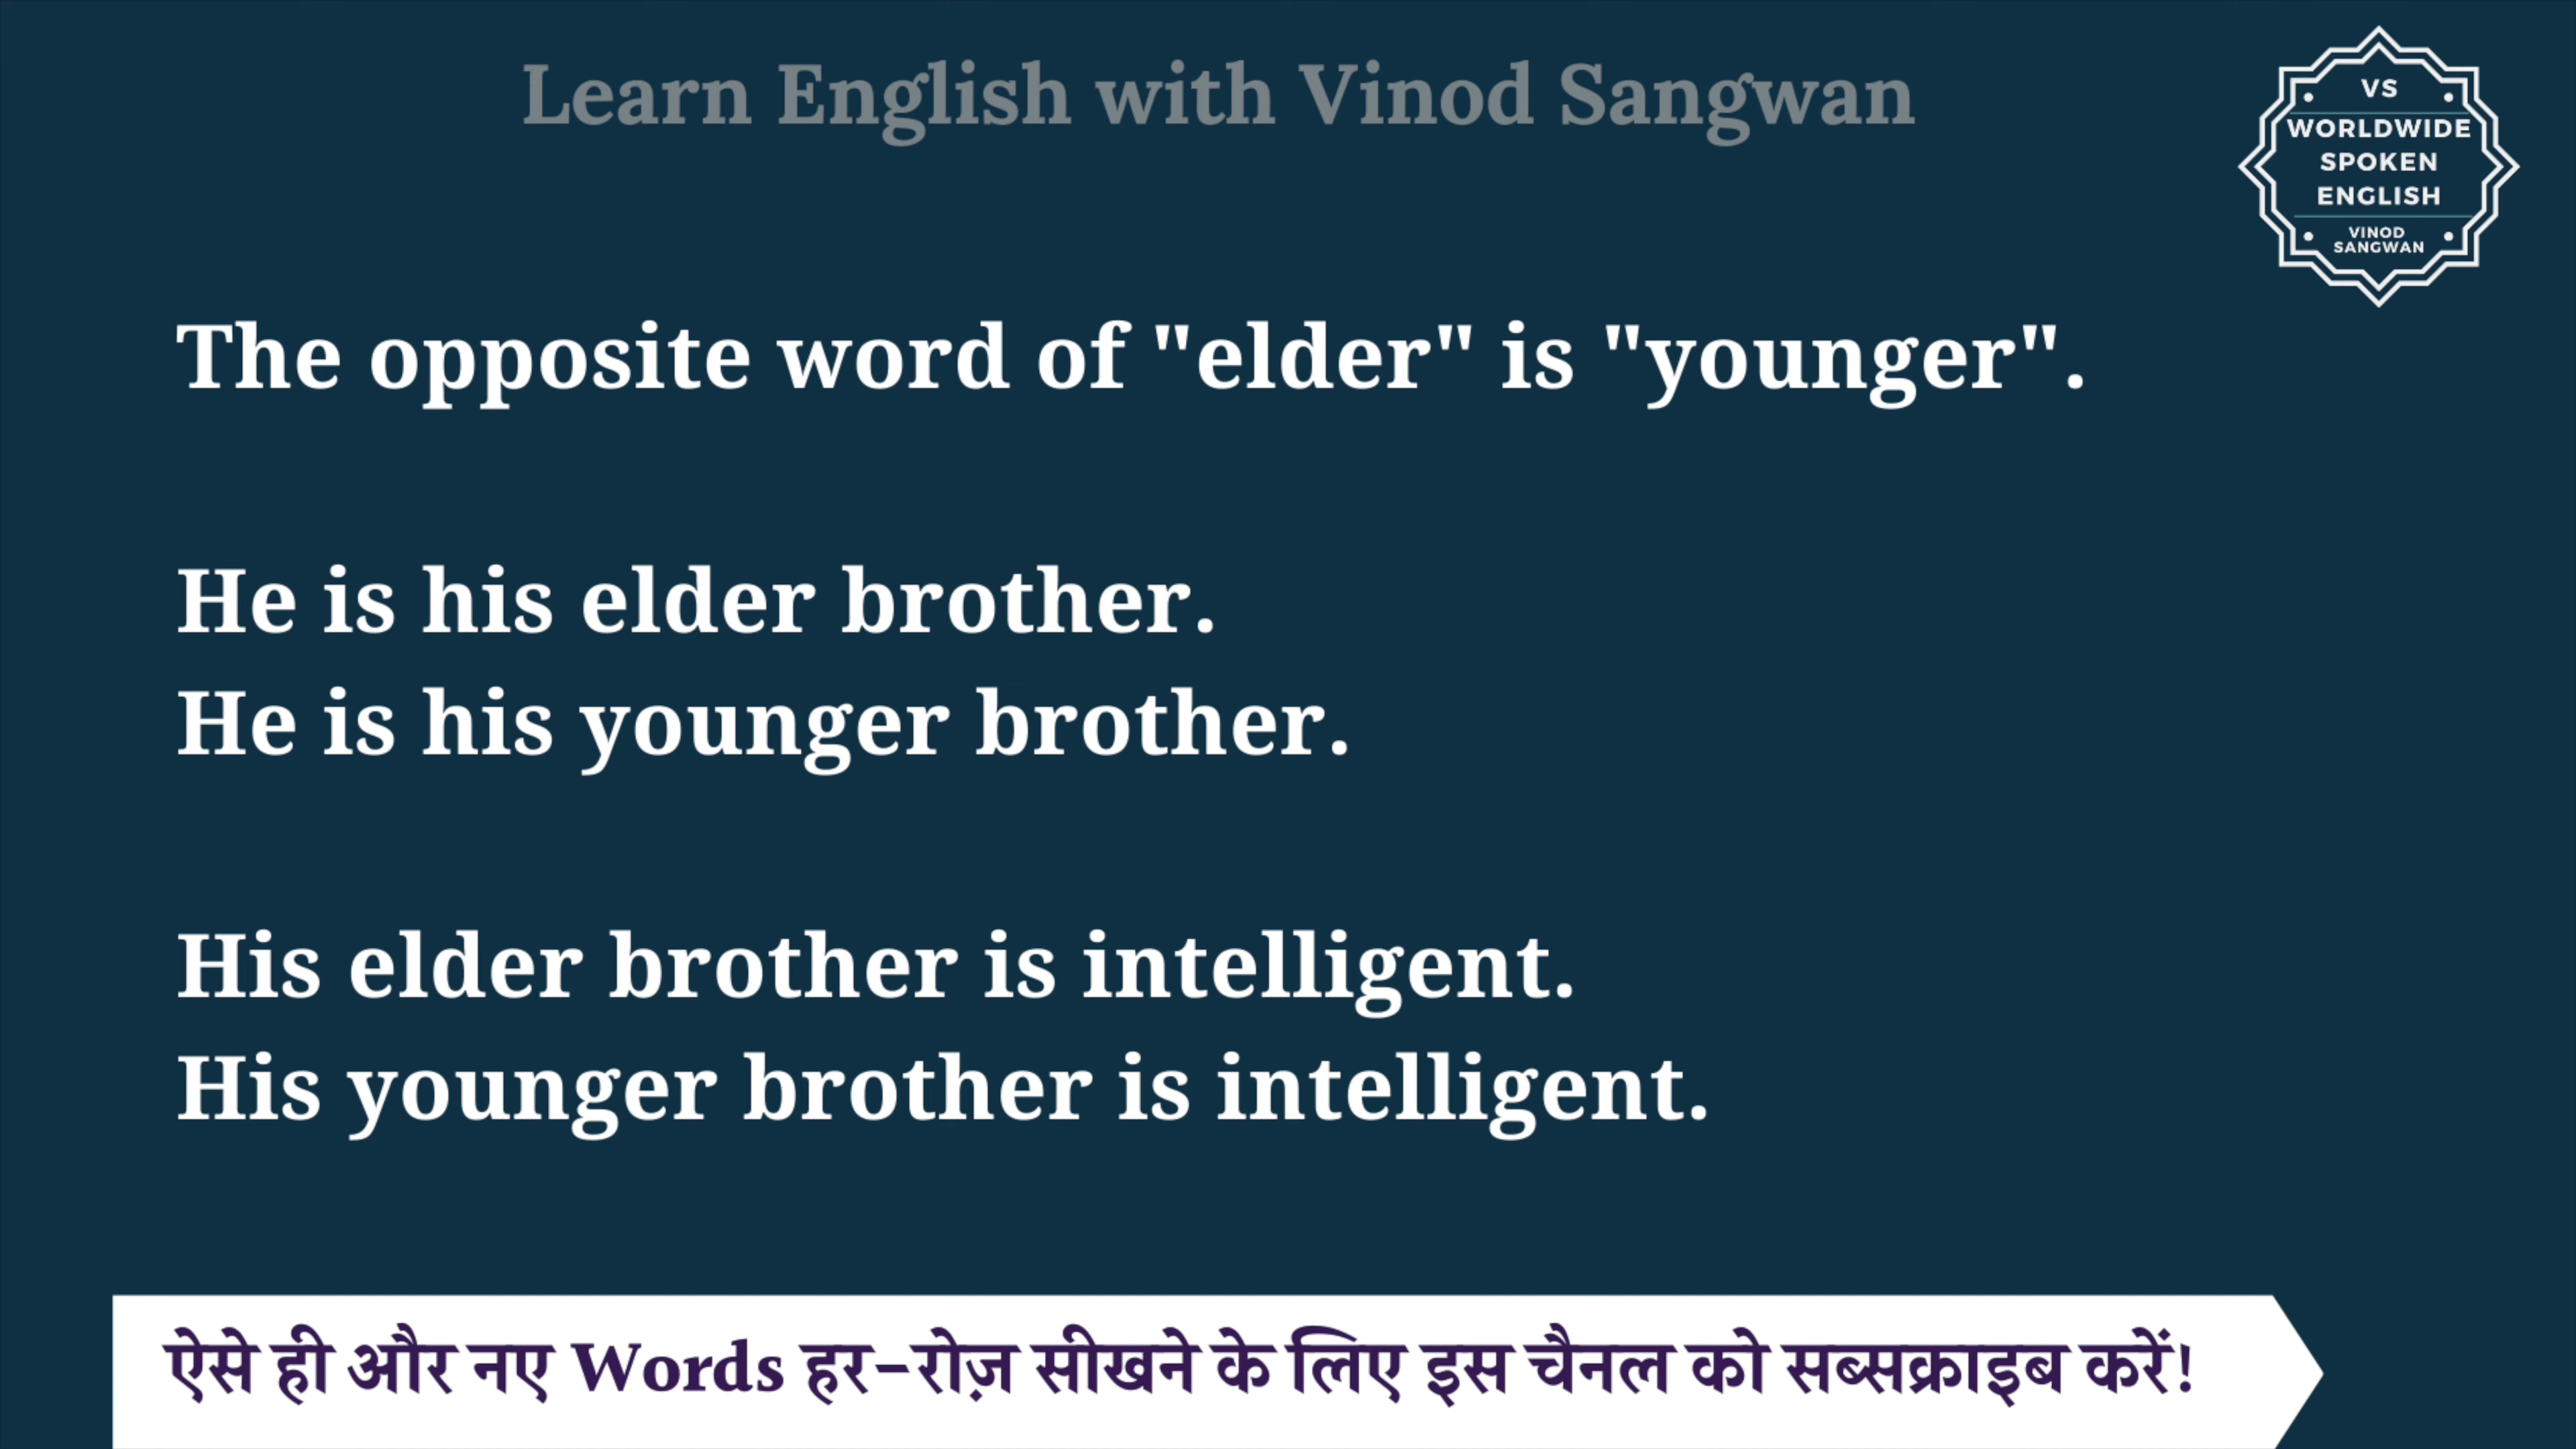 Learn English with Vinod Sangwan
VS
WORLDWIDE
SPOKEN
ENGLISH
VINOD
SANGWAN
The opposite word of "elder" is "younger".
He is his elder brother.
He is his younger brother.
His elder brother is intelligent.
His younger brother is intelligent.
ऐसे ही और नए Words हर-रोज़ सीखने के लिए इस चैनल को सब्सक्राइब करें!